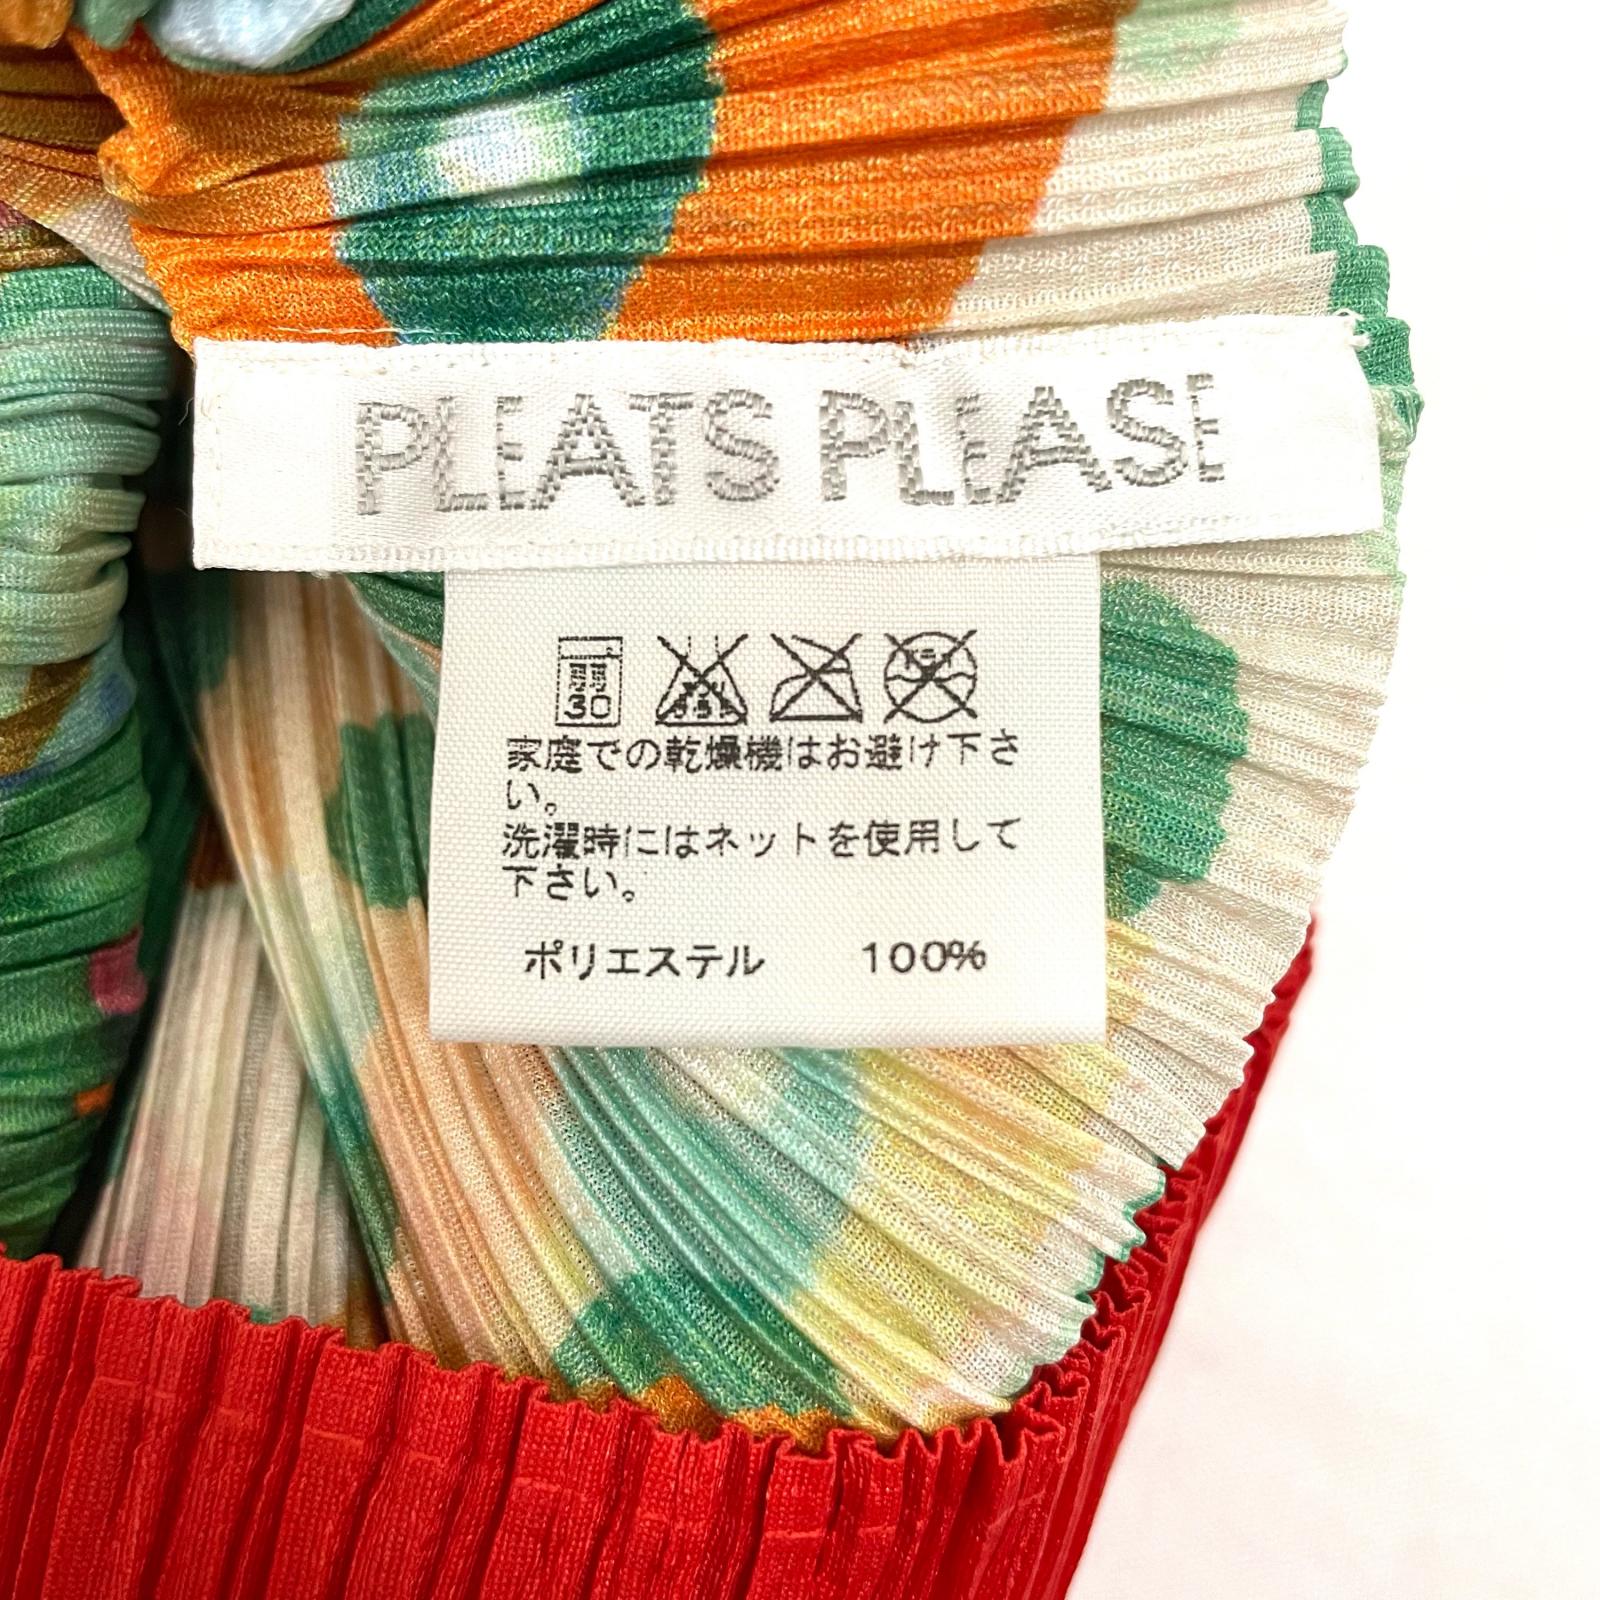 PLEATS PLEASE
弱
30
家庭での乾燥機はお避け下さ
い。
洗濯時にはネットを使用して
下さい。
ポリエステル 100%